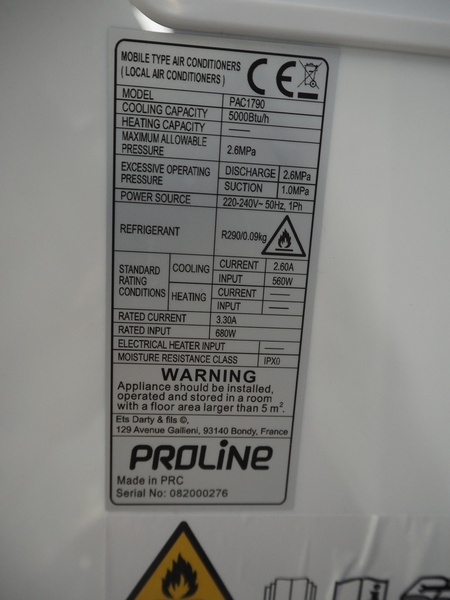 MOBILE TYPE AIR CONDITIONERS
( LOCAL AIR CONDITIONERS )
CE
MODEL PAC1790
COOLING CAPACITY 5000Btu/h
HEATING CAPACITY ——
MAXIMUM ALLOWABLE
PRESSURE 2.6MPa
EXCESSIVE OPERATING
PRESSURE
DISCHARGE 2.6MPa
SUCTION 1.0MPa
POWER SOURCE 220-240V~ 50Hz, 1Ph
REFRIGERANT R290/0.09kg
STANDARD
RATING
CONDITIONS
COOLING
CURRENT 2.60A
INPUT 560W
HEATING
CURRENT ——
INPUT ——
RATED CURRENT 3.30A
RATED INPUT 680W
ELECTRICAL HEATER INPUT ——
MOISTURE RESISTANCE CLASS IPX0
WARNING
Appliance should be installed,
operated and stored in a room
with a floor area larger than 5 m².
Ets Darty & fils ©,
129 Avenue Gallieni, 93140 Bondy, France
PROLINE
Made in PRC
Serial No: 082000276